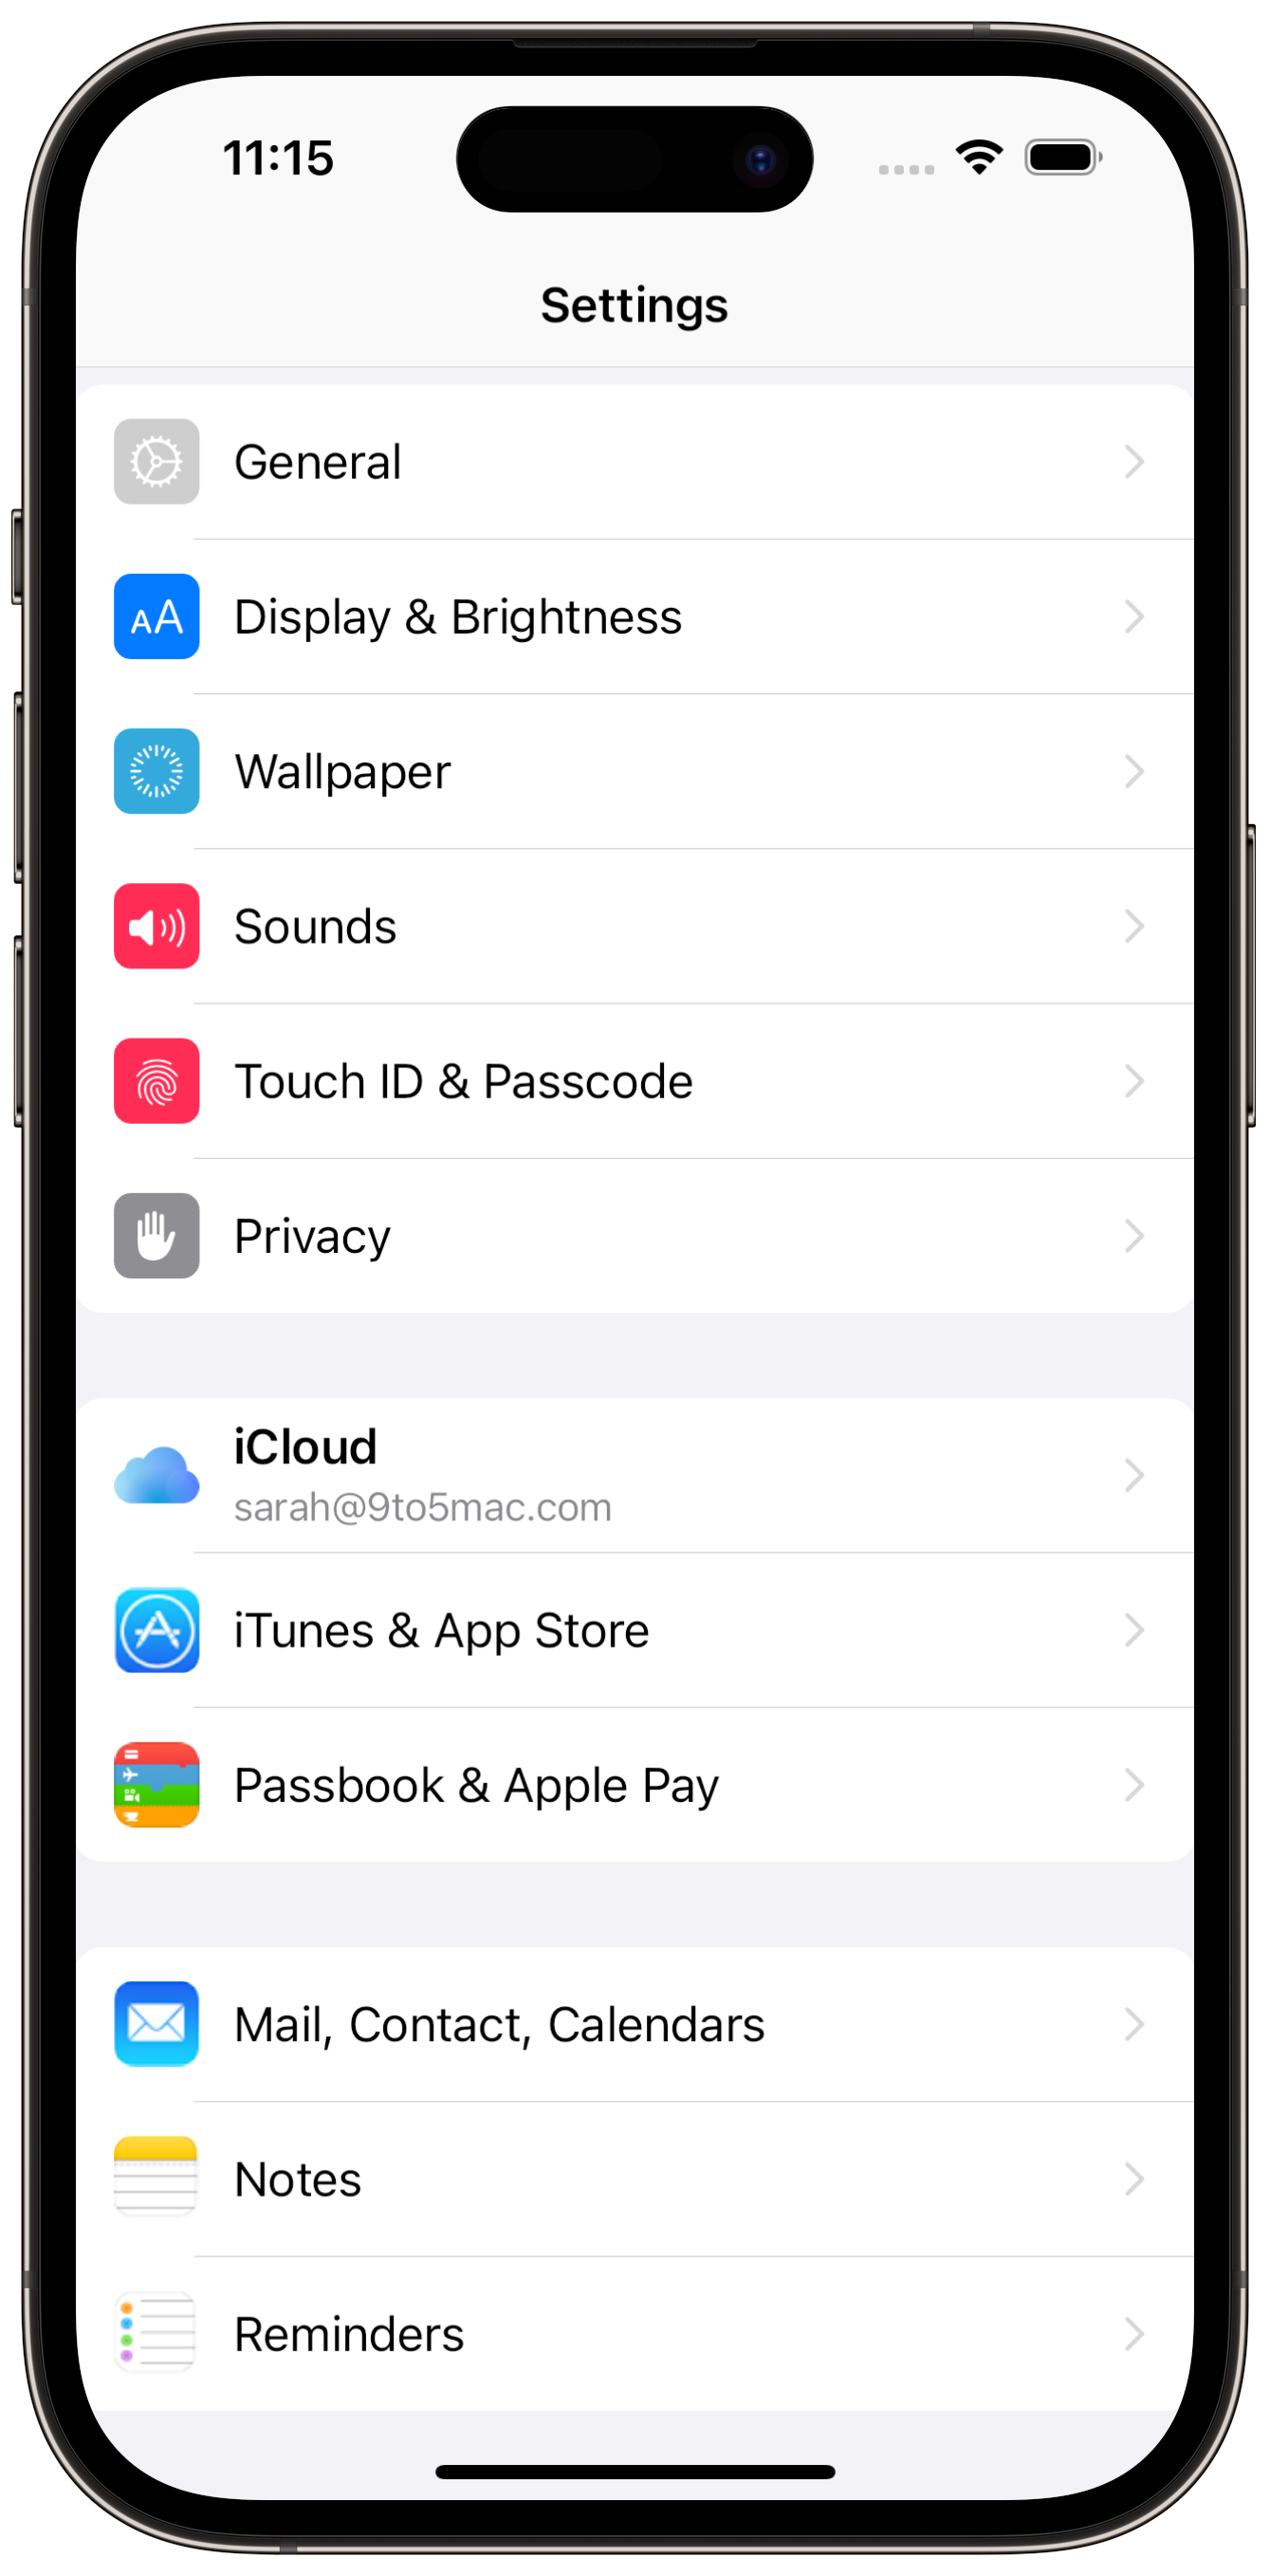 11:15
Settings
General
AA
Display & Brightness
Wallpaper
Sounds
Touch ID & Passcode
Privacy
iCloud
sarah@9to5mac.com
iTunes & App Store
Passbook & Apple Pay
Mail, Contact, Calendars
Notes
Reminders